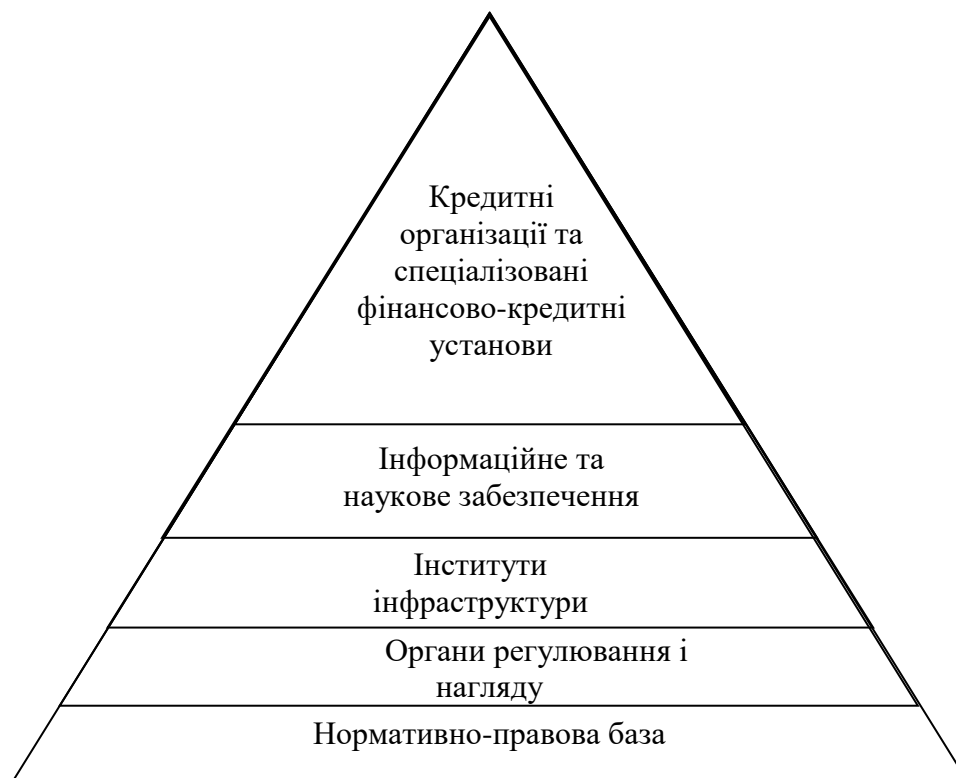 Кредитні
організації та
спеціалізовані
фінансово-кредитні
установи
Інформаційне та
наукове забезпечення
Інститути
інфраструктури
Органи регулювання і
нагляду
Нормативно-правова база